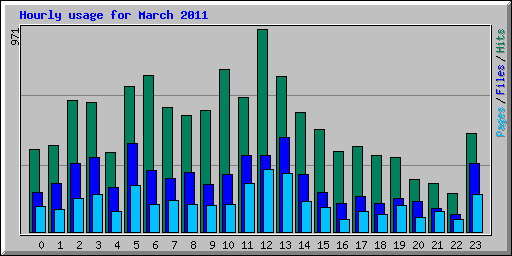 Hourly usage for March 2011
971
Pages / Files / Hits
0 1 2 3 4 5 6 7 8 9 10 11 12 13 14 15 16 17 18 19 20 21 22 23